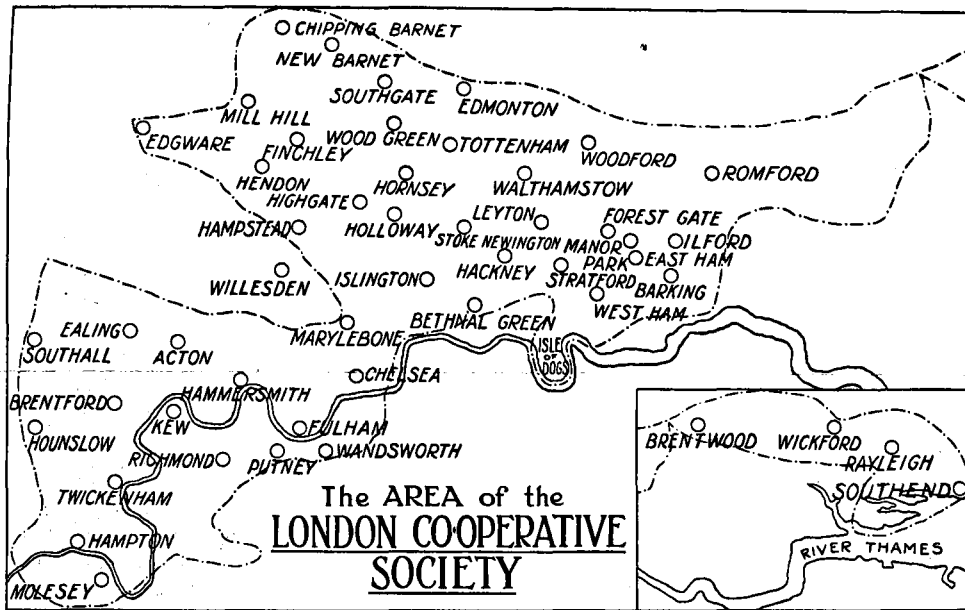 CHIPPING BARNET
NEW BARNET
SOUTHGATE
EDMONTON
MILL HILL
EDGWARE
FINCHLEY
WOOD GREEN
TOTTENHAM
WOODFORD
HENDON
HIGHGATE
HORNSEY
WALTHAMSTOW
ROMFORD
HAMPSTEAD
HOLLOWAY
LEYTON
STOKE NEWINGTON
FOREST GATE
MANOR
PARK
ILFORD
EAST HAM
HACKNEY
STRATFORD
BARKING
WILLESDEN
ISLINGTON
WEST HAM
MARYLEBONE
BETHNAL GREEN
ISLE
OF
DOGS
EALING
SOUTHALL
ACTON
CHELSEA
HAMMERSMITH
BRENTFORD
KEW
FULHAM
HOUNSLOW
RICHMOND
PUTNEY
WANDSWORTH
TWICKENHAM
HAMPTON
MOLESEY
The AREA of the
LONDON CO·OPERATIVE
SOCIETY
BRENTWOOD
WICKFORD
RAYLEIGH
SOUTHEND
RIVER THAMES